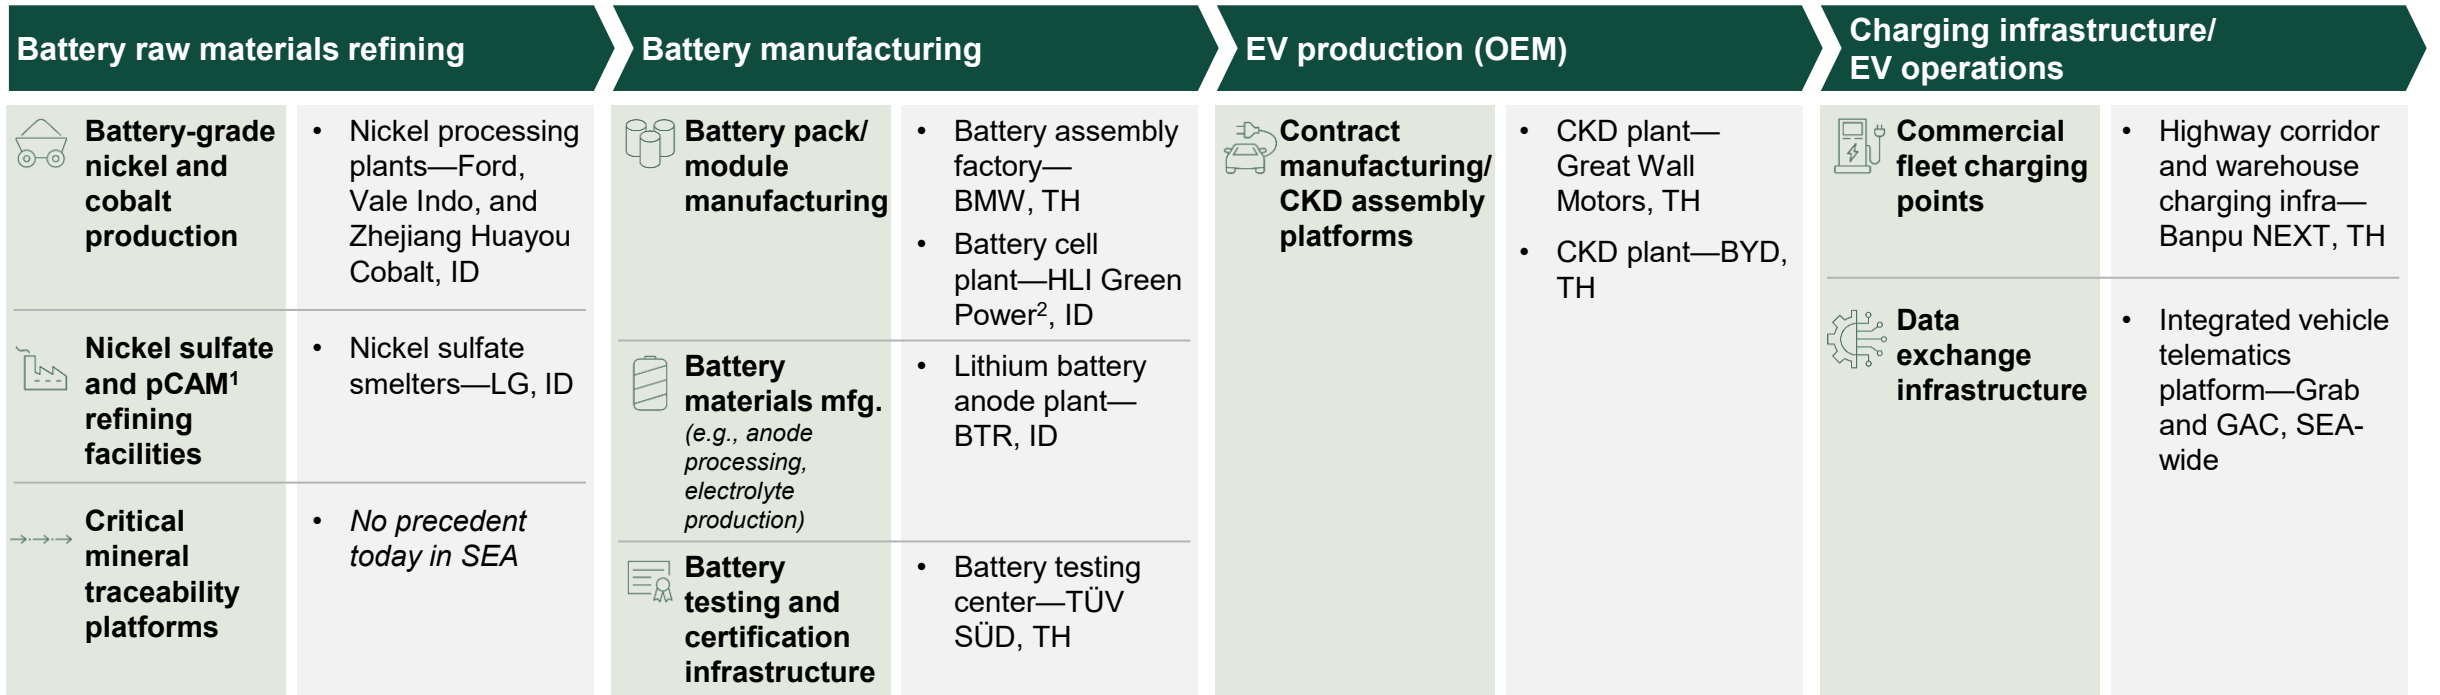 Battery raw materials refining
Battery-grade
nickel and
cobalt
production
• Nickel processing
plants—Ford,
Vale Indo, and
Zhejiang Huayou
Cobalt, ID
Nickel sulfate
and pCAM¹
refining
facilities
• Nickel sulfate
smelters—LG, ID
Critical
mineral
traceability
platforms
• No precedent
today in SEA
Battery manufacturing
Battery pack/
module
manufacturing
• Battery assembly
factory—
BMW, TH
• Battery cell
plant—HLI Green
Power², ID
Battery
materials mfg.
(e.g., anode
processing,
electrolyte
production)
• Lithium battery
anode plant—
BTR, ID
Battery
testing and
certification
infrastructure
• Battery testing
center—TÜV
SÜD, TH
EV production (OEM)
Contract
manufacturing/
CKD assembly
platforms
• CKD plant—
Great Wall
Motors, TH
• CKD plant—BYD,
TH
Charging infrastructure/
EV operations
Commercial
fleet charging
points
• Highway corridor
and warehouse
charging infra—
Banpu NEXT, TH
Data
exchange
infrastructure
• Integrated vehicle
telematics
platform—Grab
and GAC, SEA-
wide